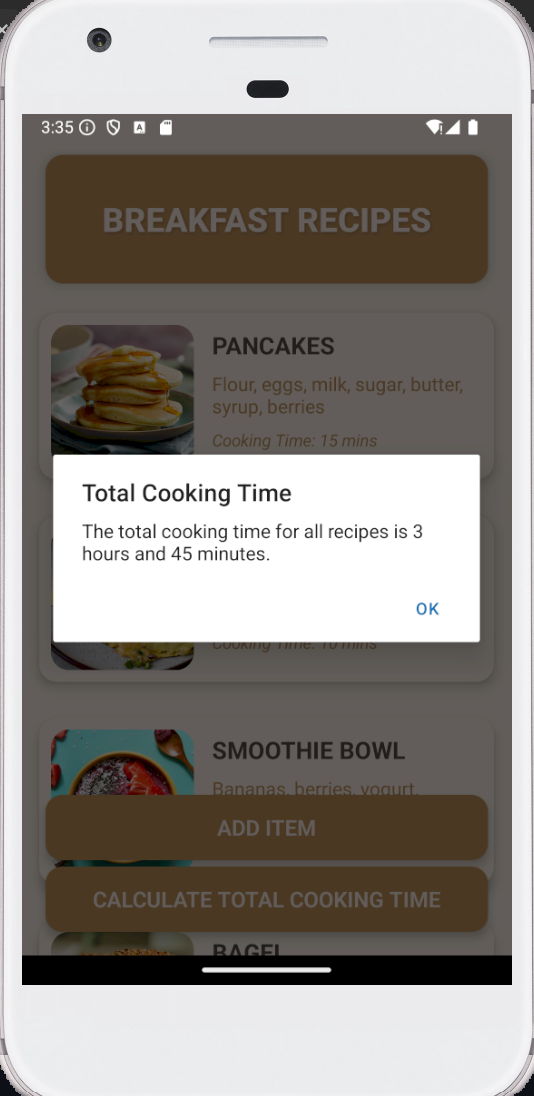 3:35
BREAKFAST RECIPES
PANCAKES
Flour, eggs, milk, sugar, butter,
syrup, berries
Cooking Time: 15 mins
Total Cooking Time
The total cooking time for all recipes is 3
hours and 45 minutes.
OK
Cooking Time: 10 mins
SMOOTHIE BOWL
Bananas, berries, yogurt,
ADD ITEM
CALCULATE TOTAL COOKING TIME
BAGEL